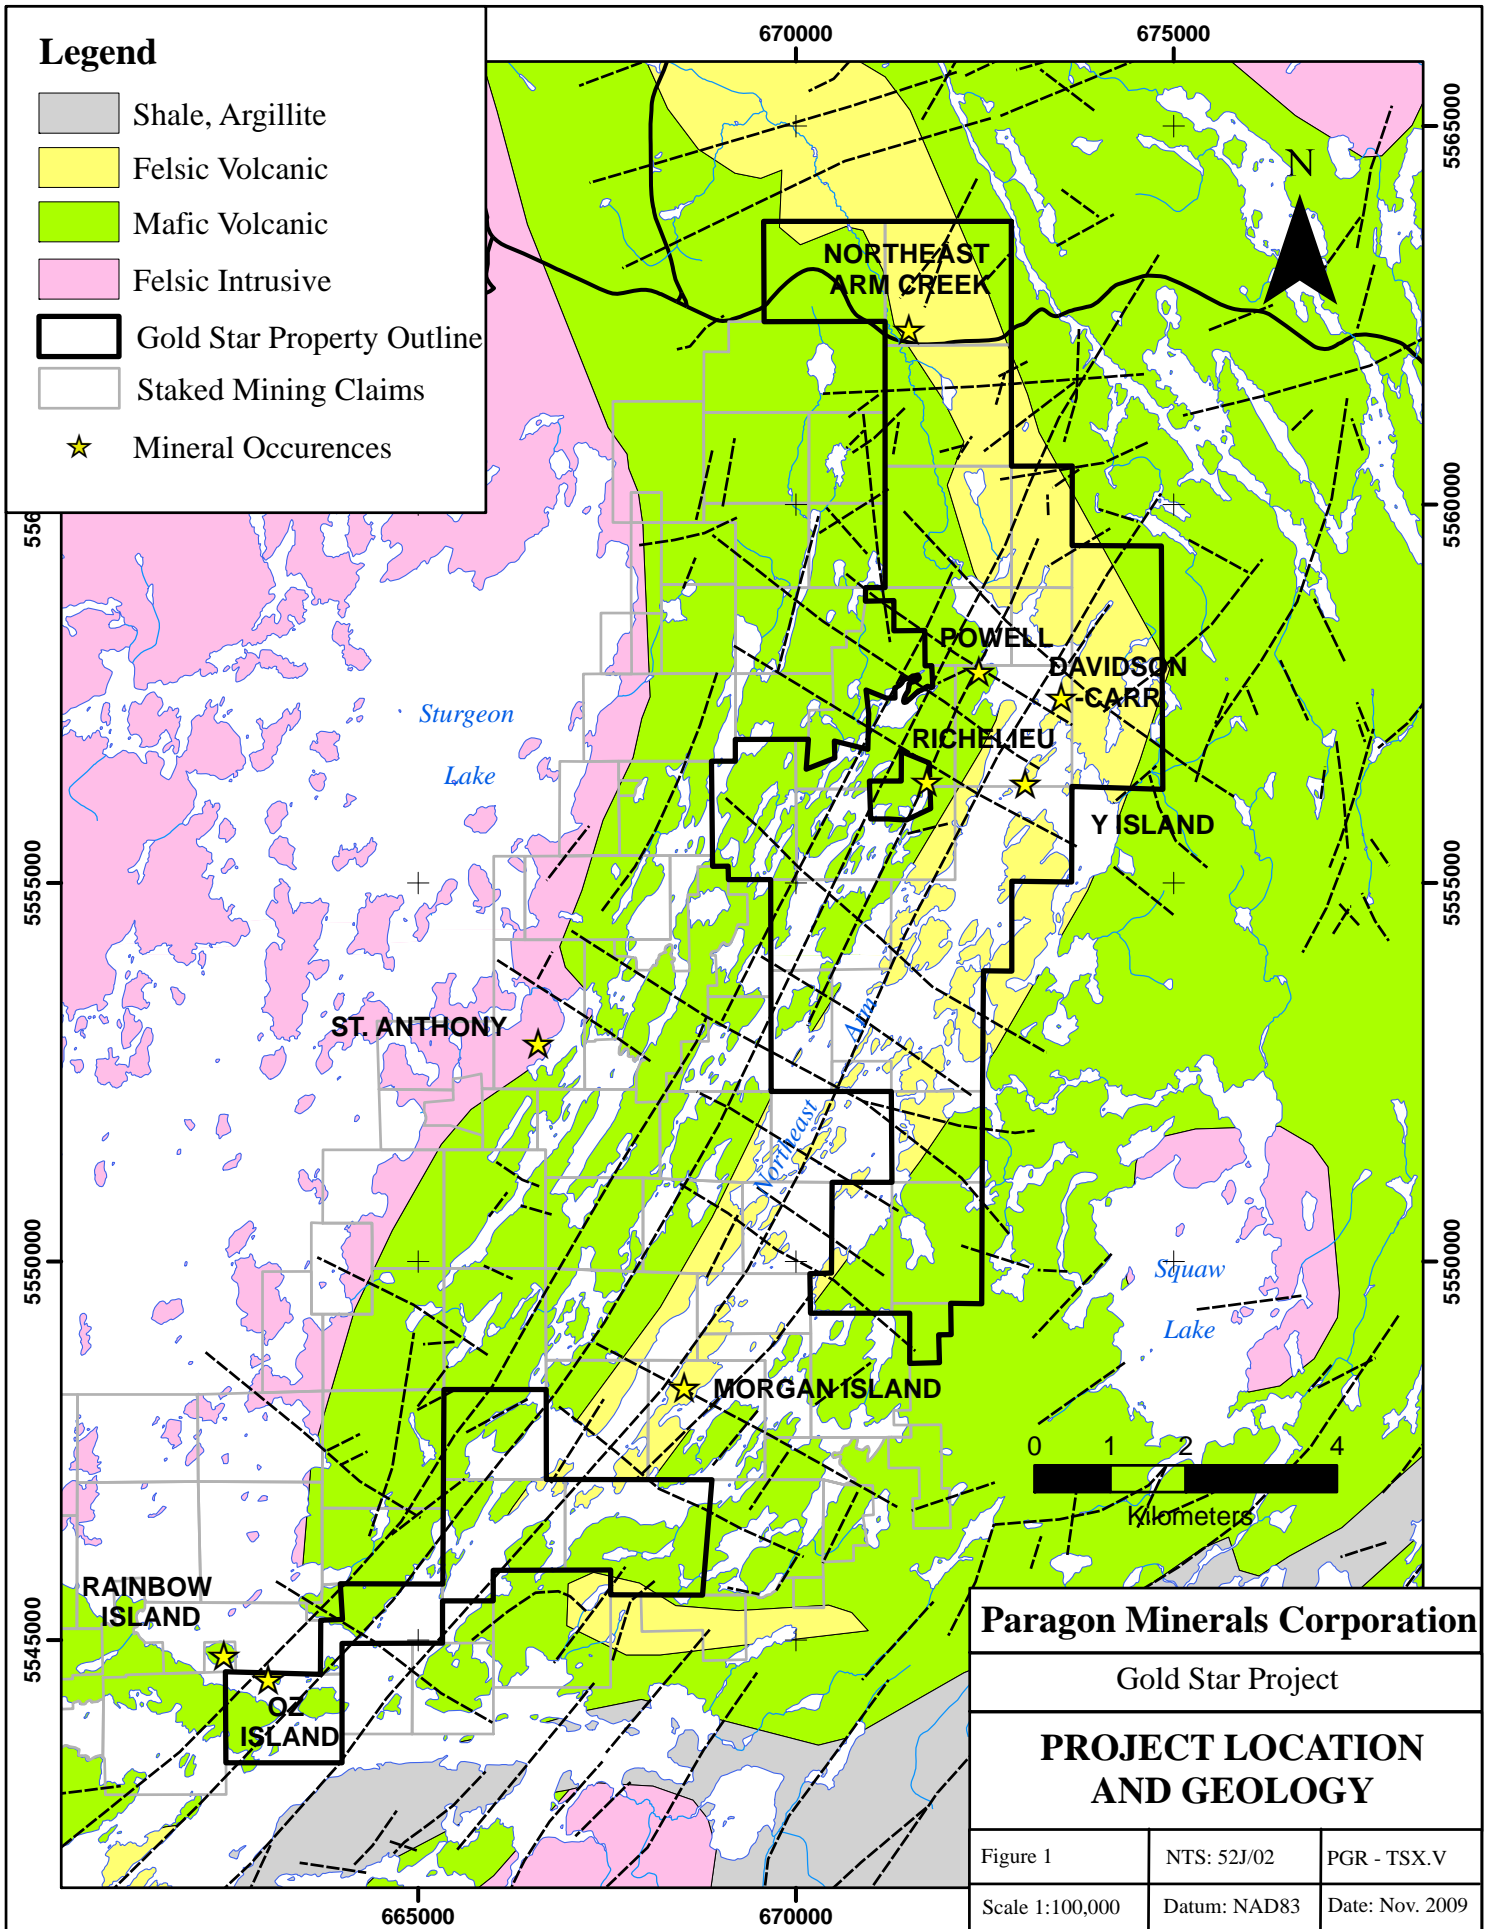 Legend
Shale, Argillite
Felsic Volcanic
Mafic Volcanic
Felsic Intrusive
Gold Star Property Outline
Staked Mining Claims
Mineral Occurences
670000
675000
5565000
N
NORTHEAST
ARM CREEK
5560000
POWELL
DAVIDSON
-CARR
Sturgeon
Lake
RICHELIEU
Y ISLAND
5555000
5555000
ST. ANTHONY
Northeast Arm
5550000
5550000
Squaw
Lake
MORGAN ISLAND
0 1 2 4
Kilometers
RAINBOW
ISLAND
5545000
OZ
ISLAND
Paragon Minerals Corporation
Gold Star Project
PROJECT LOCATION
AND GEOLOGY
Figure 1
NTS: 52J/02
PGR - TSX.V
Scale 1:100,000
Datum: NAD83
Date: Nov. 2009
665000
670000